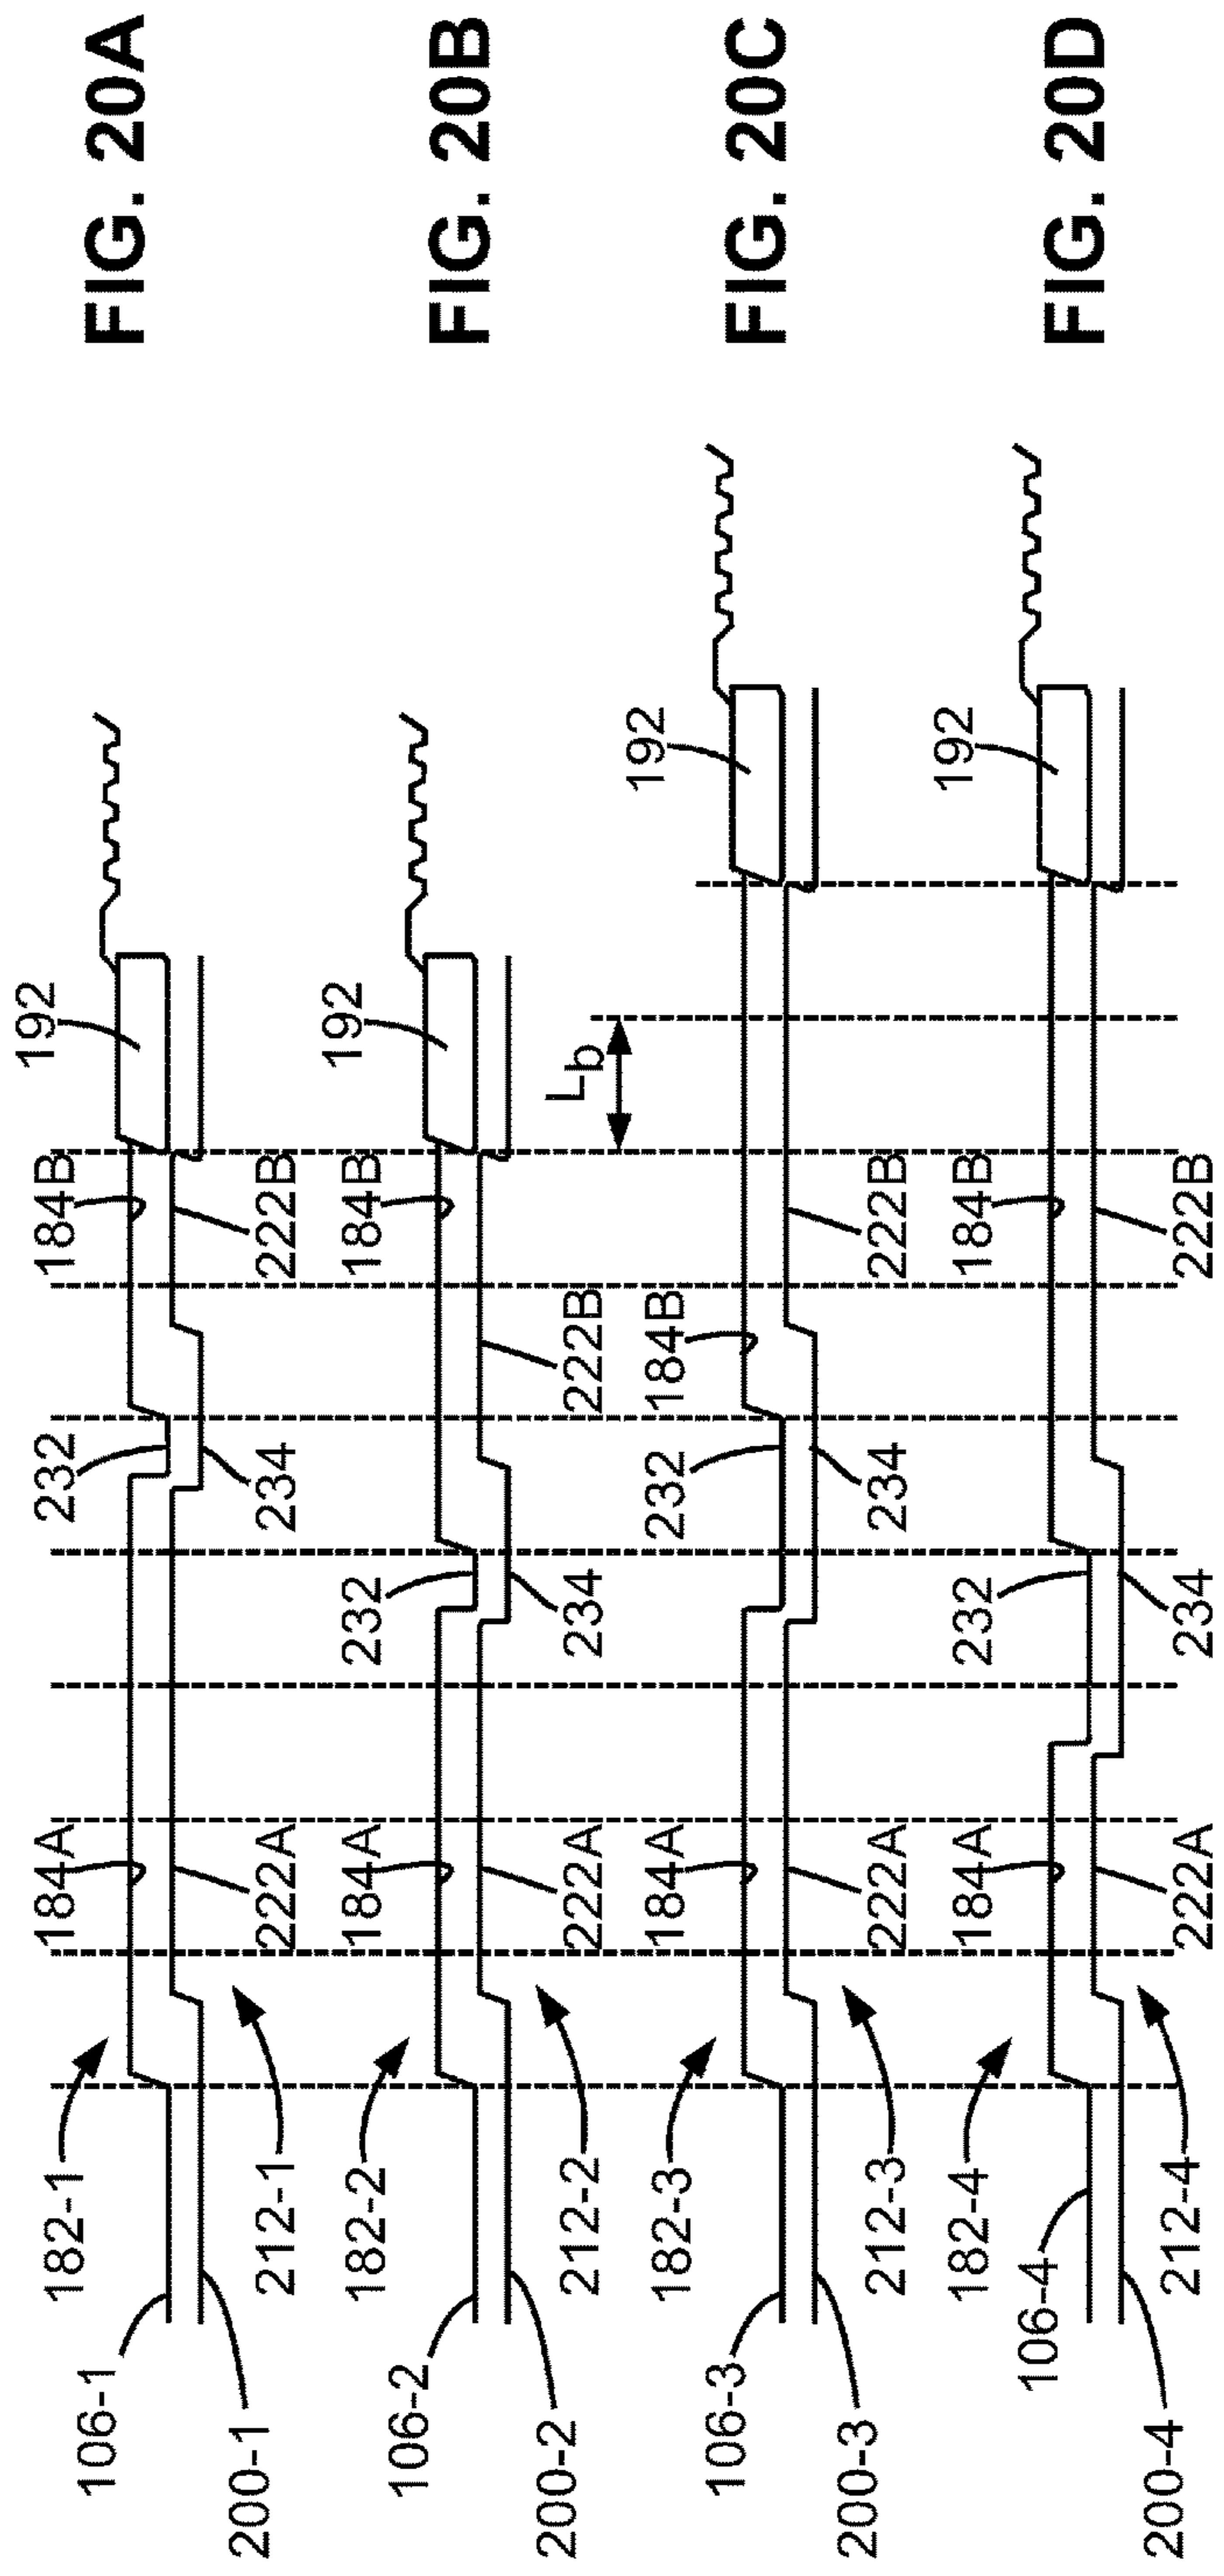 FIG. 20A
192
184B
222B
232
234
184A
222A
182-1
212-1
106-1
200-1
FIG. 20B
192
184B
222B
232
234
184A
222A
182-2
212-2
106-2
200-2
FIG. 20C
192
Lb
222B
184B
232
234
184A
222A
182-3
212-3
106-3
200-3
FIG. 20D
192
184B
222B
232
234
184A
222A
182-4
212-4
106-4
200-4